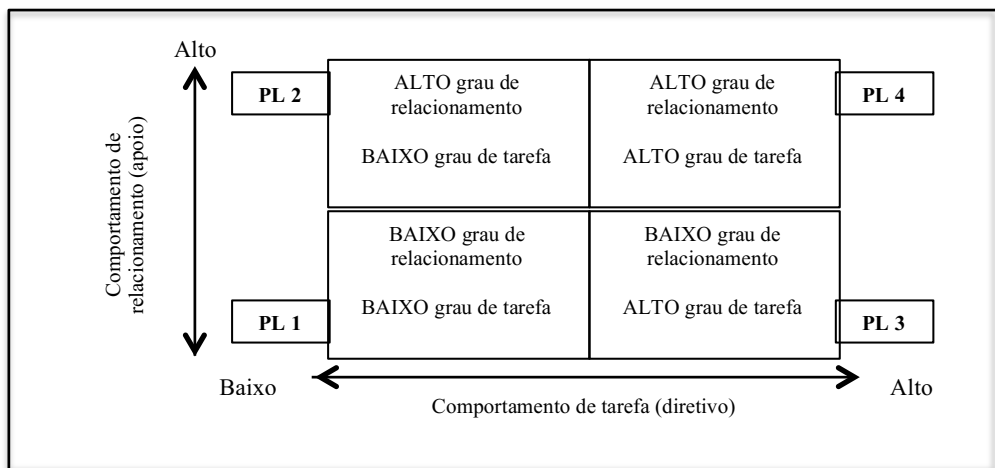 Alto
PL 2
ALTO grau de
relacionamento
BAIXO grau de tarefa
ALTO grau de
relacionamento
ALTO grau de tarefa
PL 4
Comportamento de
relacionamento (apoio)
PL 1
BAIXO grau de
relacionamento
BAIXO grau de tarefa
BAIXO grau de
relacionamento
ALTO grau de tarefa
PL 3
Baixo
Alto
Comportamento de tarefa (diretivo)